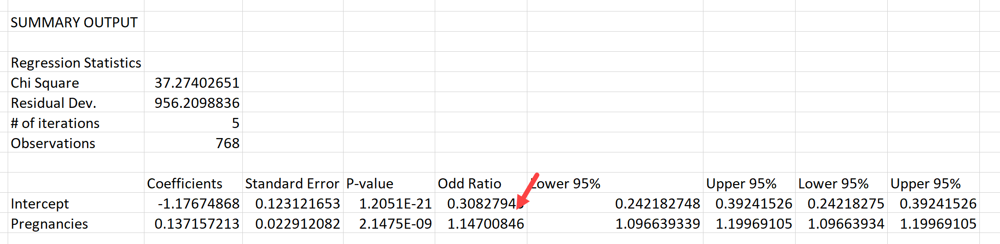 SUMMARY OUTPUT
Regression Statistics
Chi Square 37.27402651
Residual Dev. 956.2098836
# of iterations 5
Observations 768
Coefficients Standard Error P-value Odd Ratio Lower 95% Upper 95% Lower 95% Upper 95%
Intercept -1.17674868 0.123121653 1.2051E-21 0.242182748 0.39241526 0.24218275 0.39241526
Pregnancies 0.137157213 0.022912082 2.1475E-09 1.14700846 1.096639339 1.19969105 1.09663934 1.19969105